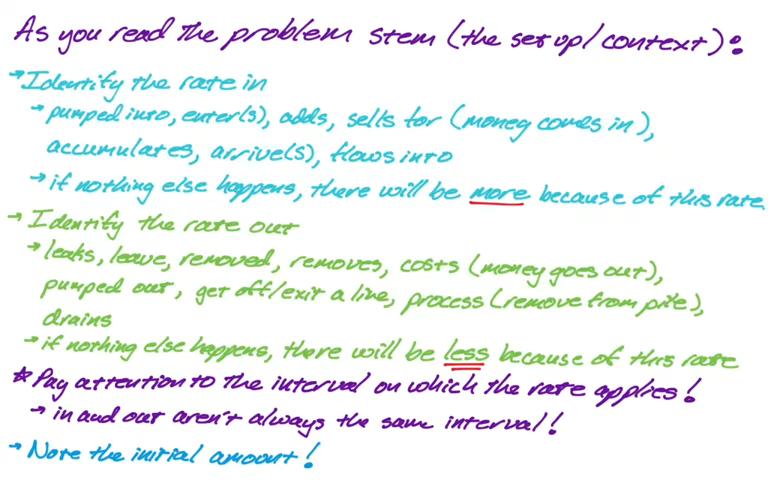 As you read the problem stem (the set up/context):
→Identify the rate in
→pumped into, enter(s), adds, sells for (money comes in),
accumulates, arrive(s), flows into
→if nothing else happens, there will be more because of this rate
→Identify the rate out
→leaks, leave, removed, removes, costs (money goes out),
pumped out, get off/exit a line, process (remove from pile),
drains
→if nothing else happens, there will be less because of this rate
*Pay attention to the interval on which the rate applies!
→in and out aren't always the same interval!
→Note the initial amount!